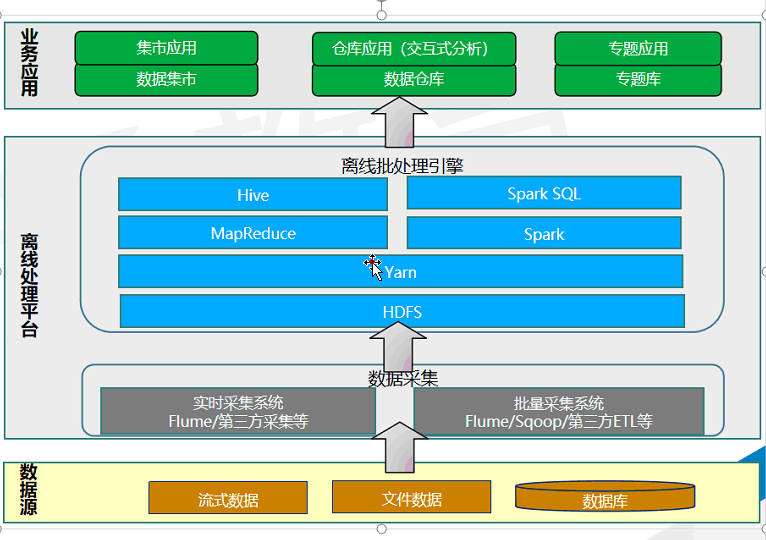 业务应用
集市应用
仓库应用（交互式分析）
专题应用
数据集市
数据仓库
专题库
离线处理平台
离线批处理引擎
Hive
Spark SQL
MapReduce
Spark
Yarn
HDFS
数据采集
实时采集系统
Flume/第三方采集等
批量采集系统
Flume/Sqoop/第三方ETL等
数据源
流式数据
文件数据
数据库